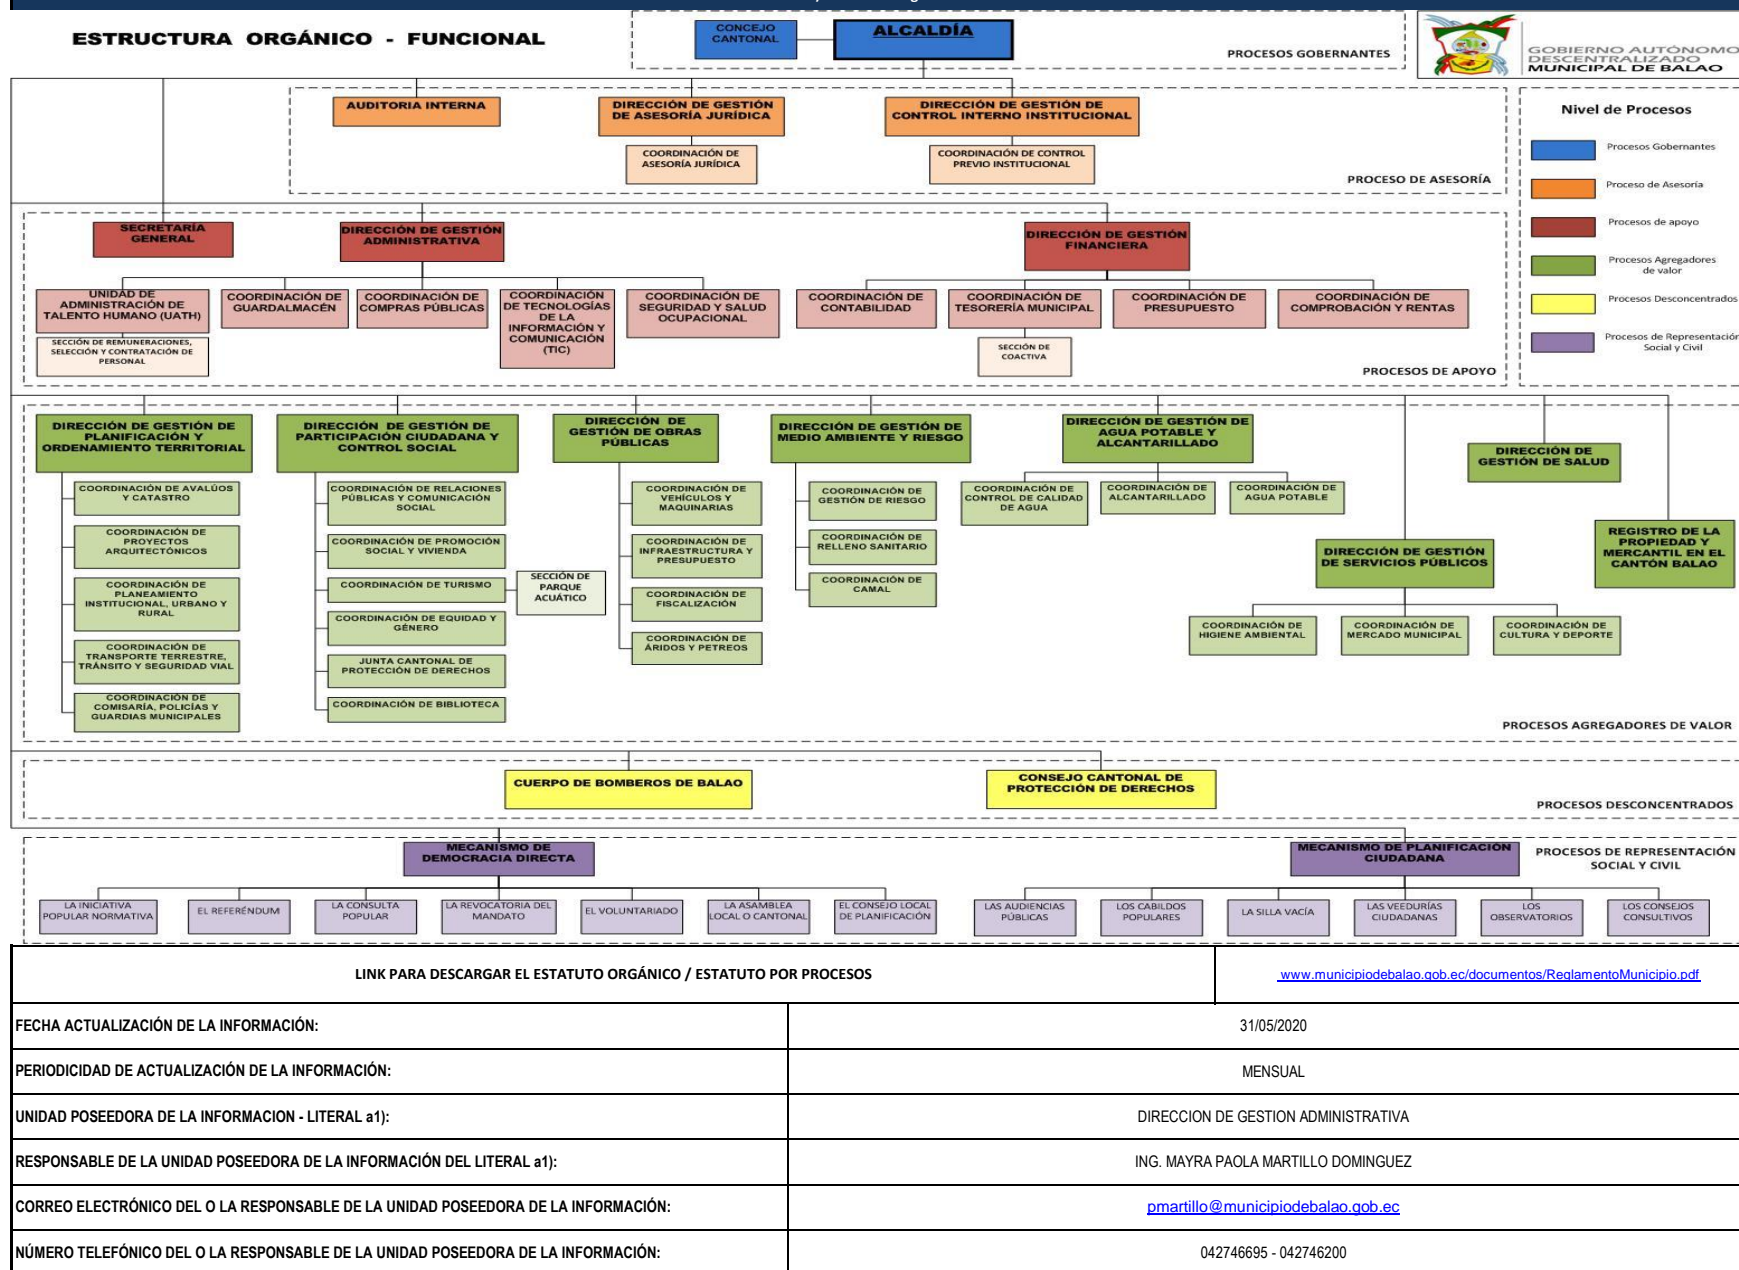 ESTRUCTURA ORGÁNICO - FUNCIONAL
CONCEJO
CANTONAL
ALCALDÍA
PROCESOS GOBERNANTES
GOBIERNO AUTÓNOMO
DESCENTRALIZADO
MUNICIPAL DE BALAO
AUDITORIA INTERNA
DIRECCIÓN DE GESTIÓN
DE ASESORÍA JURÍDICA
DIRECCIÓN DE GESTIÓN DE
CONTROL INTERNO INSTITUCIONAL
COORDINACIÓN DE
ASESORÍA JURÍDICA
COORDINACIÓN DE CONTROL
PREVIO INSTITUCIONAL
PROCESO DE ASESORÍA
Nivel de Procesos
Procesos Gobernantes
Proceso de Asesoría
Procesos de apoyo
Procesos Agregadores
de valor
Procesos Desconcentrados
Procesos de Representación
Social y Civil
SECRETARÍA
GENERAL
DIRECCIÓN DE GESTIÓN
ADMINISTRATIVA
DIRECCIÓN DE GESTIÓN
FINANCIERA
UNIDAD DE
ADMINISTRACIÓN DE
TALENTO HUMANO (UATH)
SECCIÓN DE REMUNERACIONES,
SELECCIÓN Y CONTRATACIÓN DE
PERSONAL
COORDINACIÓN DE
GUARDALMACÉN
COORDINACIÓN DE
COMPRAS PÚBLICAS
COORDINACIÓN
DE TECNOLOGÍAS
DE LA
INFORMACIÓN Y
COMUNICACIÓN
(TIC)
COORDINACIÓN DE
SEGURIDAD Y SALUD
OCUPACIONAL
COORDINACIÓN DE
CONTABILIDAD
COORDINACIÓN DE
TESORERÍA MUNICIPAL
SECCIÓN DE
COACTIVA
COORDINACIÓN DE
PRESUPUESTO
COORDINACIÓN DE
COMPROBACIÓN Y RENTAS
PROCESOS DE APOYO
DIRECCIÓN DE GESTIÓN DE
PLANIFICACIÓN Y
ORDENAMIENTO TERRITORIAL
COORDINACIÓN DE AVALÚOS
Y CATASTRO
COORDINACIÓN DE
PROYECTOS
ARQUITECTÓNICOS
COORDINACIÓN DE
PLANEAMIENTO
INSTITUCIONAL, URBANO Y
RURAL
COORDINACIÓN DE
TRANSPORTE TERRESTRE,
TRÁNSITO Y SEGURIDAD VIAL
COORDINACIÓN DE
COMISARÍA, POLICÍAS Y
GUARDIAS MUNICIPALES
DIRECCIÓN DE GESTIÓN DE
PARTICIPACIÓN CIUDADANA Y
CONTROL SOCIAL
COORDINACIÓN DE RELACIONES
PÚBLICAS Y COMUNICACIÓN
SOCIAL
COORDINACIÓN DE PROMOCIÓN
SOCIAL Y VIVIENDA
COORDINACIÓN DE TURISMO
SECCIÓN DE
PARQUE
ACUÁTICO
COORDINACIÓN DE EQUIDAD Y
GÉNERO
JUNTA CANTONAL DE
PROTECCIÓN DE DERECHOS
COORDINACIÓN DE BIBLIOTECA
DIRECCIÓN DE
GESTIÓN DE OBRAS
PÚBLICAS
COORDINACIÓN DE
VEHÍCULOS Y
MAQUINARIAS
COORDINACIÓN DE
INFRAESTRUCTURA Y
PRESUPUESTO
COORDINACIÓN DE
FISCALIZACIÓN
COORDINACIÓN DE
ÁRIDOS Y PETREOS
DIRECCIÓN DE GESTIÓN DE
MEDIO AMBIENTE Y RIESGO
COORDINACIÓN DE
GESTIÓN DE RIESGO
COORDINACIÓN DE
RELLENO SANITARIO
COORDINACIÓN DE
CAMAL
DIRECCIÓN DE GESTIÓN DE
AGUA POTABLE Y
ALCANTARILLADO
COORDINACIÓN DE
CONTROL DE CALIDAD
DE AGUA
COORDINACIÓN DE
ALCANTARILLADO
COORDINACIÓN DE
AGUA POTABLE
DIRECCIÓN DE GESTIÓN
DE SERVICIOS PÚBLICOS
COORDINACIÓN DE
HIGIENE AMBIENTAL
COORDINACIÓN DE
MERCADO MUNICIPAL
COORDINACIÓN DE
CULTURA Y DEPORTE
DIRECCIÓN DE
GESTIÓN DE SALUD
REGISTRO DE LA
PROPIEDAD Y
MERCANTIL EN EL
CANTÓN BALAO
PROCESOS AGREGADORES DE VALOR
CUERPO DE BOMBEROS DE BALAO
CONSEJO CANTONAL DE
PROTECCIÓN DE DERECHOS
PROCESOS DESCONCENTRADOS
MECANISMO DE
DEMOCRACIA DIRECTA
MECANISMO DE PLANIFICACIÓN
CIUDADANA
PROCESOS DE REPRESENTACIÓN
SOCIAL Y CIVIL
LA INICIATIVA
POPULAR NORMATIVA
EL REFERÉNDUM
LA CONSULTA
POPULAR
LA REVOCATORIA DEL
MANDATO
EL VOLUNTARIADO
LA ASAMBLEA
LOCAL O CANTONAL
EL CONSEJO LOCAL
DE PLANIFICACIÓN
LAS AUDIENCIAS
PÚBLICAS
LOS CABILDOS
POPULARES
LA SILLA VACÍA
LAS VEEDURÍAS
CIUDADANAS
LOS
OBSERVATORIOS
LOS CONSEJOS
CONSULTIVOS
LINK PARA DESCARGAR EL ESTATUTO ORGÁNICO / ESTATUTO POR PROCESOS
www.municipiodebalao.gob.ec/documentos/ReglamentoMunicipio.pdf
FECHA ACTUALIZACIÓN DE LA INFORMACIÓN:
31/05/2020
PERIODICIDAD DE ACTUALIZACIÓN DE LA INFORMACIÓN:
MENSUAL
UNIDAD POSEEDORA DE LA INFORMACION - LITERAL a1):
DIRECCION DE GESTION ADMINISTRATIVA
RESPONSABLE DE LA UNIDAD POSEEDORA DE LA INFORMACIÓN DEL LITERAL a1):
ING. MAYRA PAOLA MARTILLO DOMINGUEZ
CORREO ELECTRÓNICO DEL O LA RESPONSABLE DE LA UNIDAD POSEEDORA DE LA INFORMACIÓN:
pmartillo@municipiodebalao.gob.ec
NÚMERO TELEFÓNICO DEL O LA RESPONSABLE DE LA UNIDAD POSEEDORA DE LA INFORMACIÓN:
042746695 - 042746200